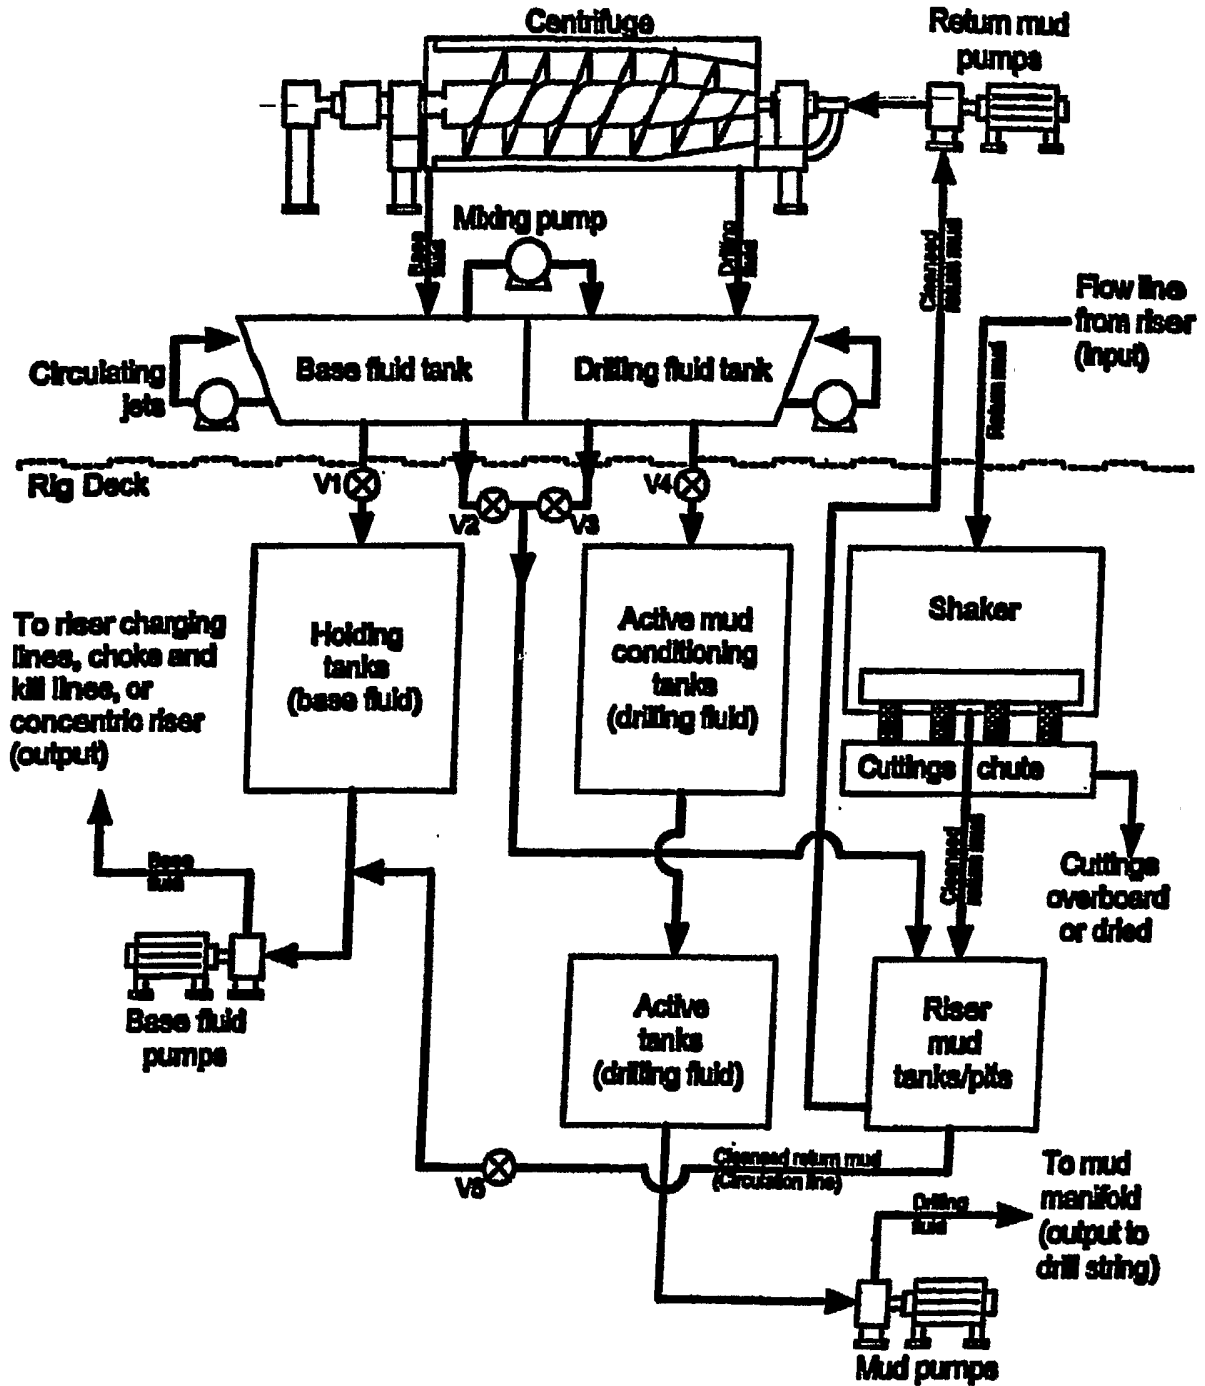 Centrifuge
Return mud
pumps
Mixing pump
Base
fluid
Drilling
fluid
Cleansed
return mud
Flow line
from riser
(input)
Return mud
Circulating
jets
Base fluid tank
Drilling fluid tank
Rig Deck
V1
V2
V3
V4
To riser charging
lines, choke and
kill lines, or
concentric riser
(output)
Holding
tanks
(base fluid)
Active mud
conditioning
tanks
(drilling fluid)
Shaker
Cuttings chute
Cleansed
return mud
Cuttings
overboard
or dried
Base
fluid
Base fluid
pumps
Active
tanks
(drilling fluid)
Riser
mud
tanks/pits
V5
Cleansed return mud
(Circulation line)
To mud
manifold
(output to
drill string)
Drilling
fluid
Mud pumps